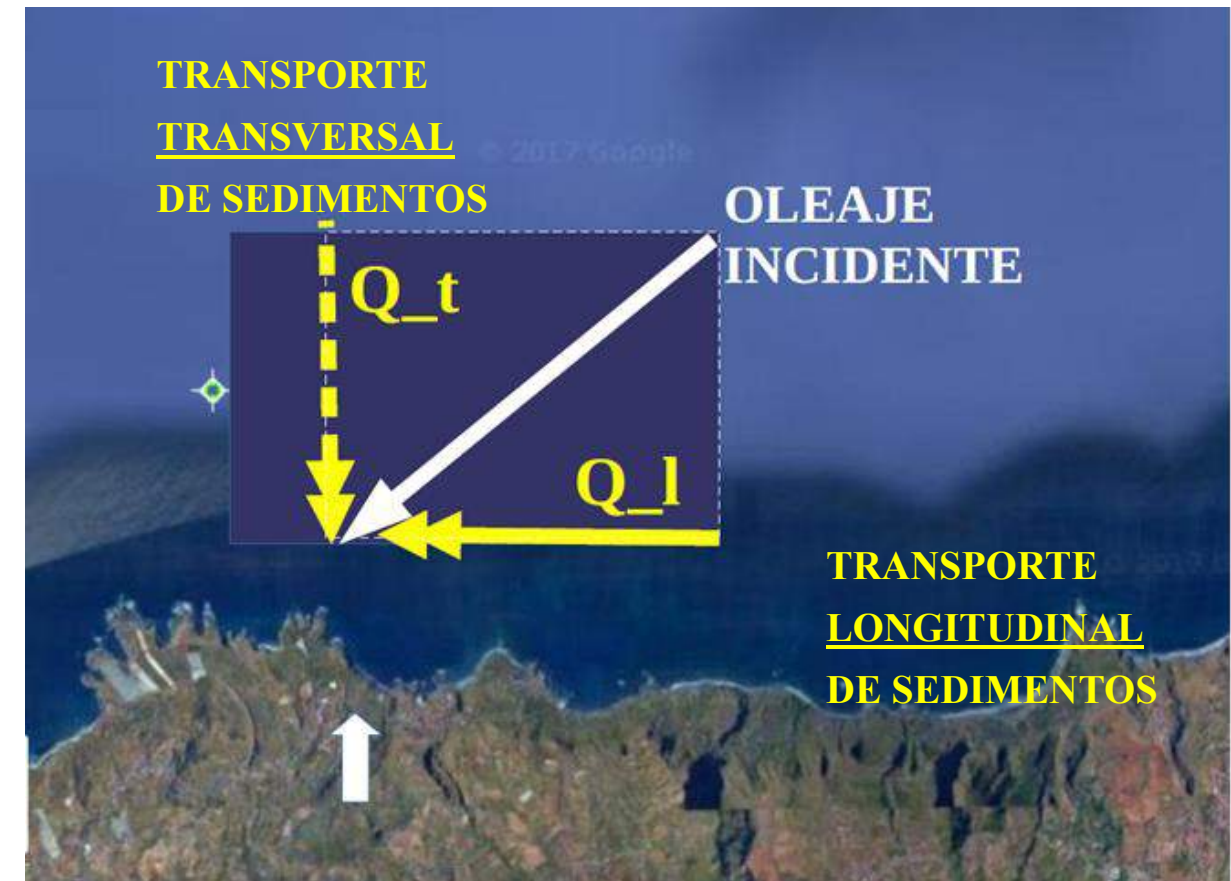 TRANSPORTE
TRANSVERSAL
DE SEDIMENTOS
© 2017 Google
OLEAJE
INCIDENTE
Q_t
Q_l
TRANSPORTE
LONGITUDINAL
DE SEDIMENTOS